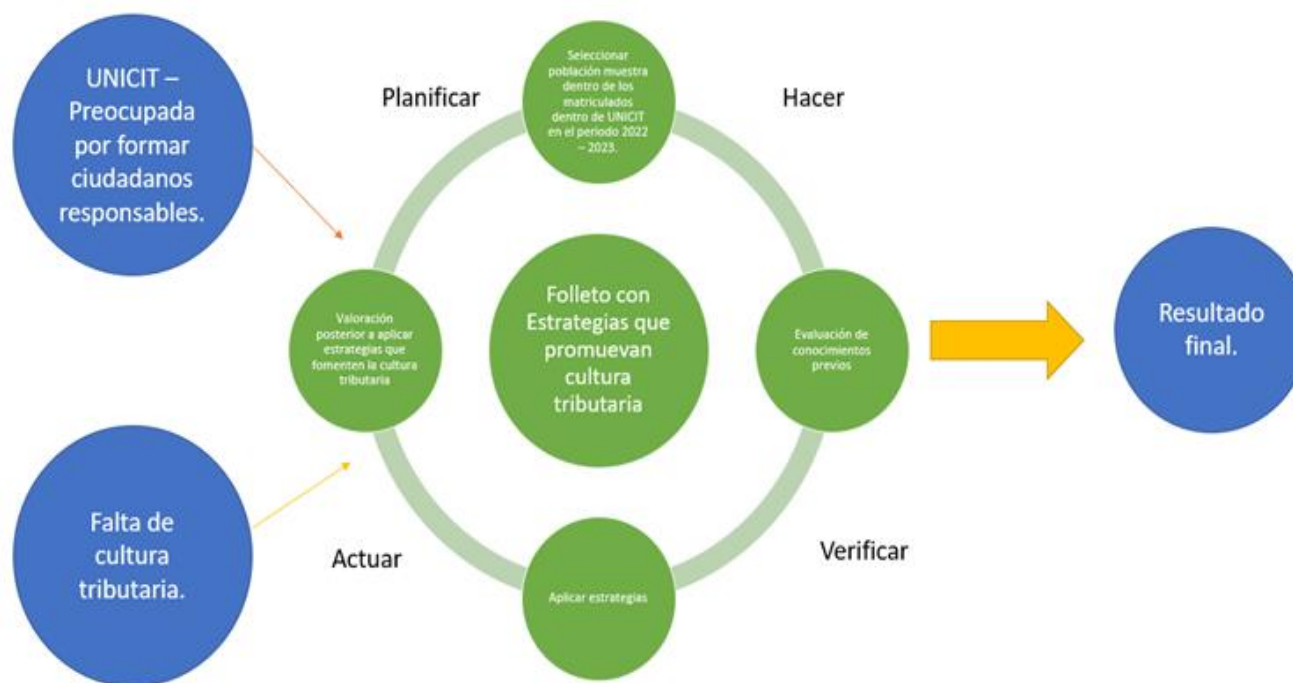 UNICIT –
Preocupada
por formar
ciudadanos
responsables.
Planificar
Seleccionar
población muestra
dentro de los
matriculados
dentro de UNICIT
en el periodo 2022
– 2023.
Hacer
Valoración
posterior a aplicar
estrategias que
fomenten la cultura
tributaria
Folleto con
Estrategias que
promuevan
cultura
tributaria
Evaluación de
conocimientos
previos
Resultado
final.
Falta de
cultura
tributaria.
Actuar
Aplicar estrategias
Verificar